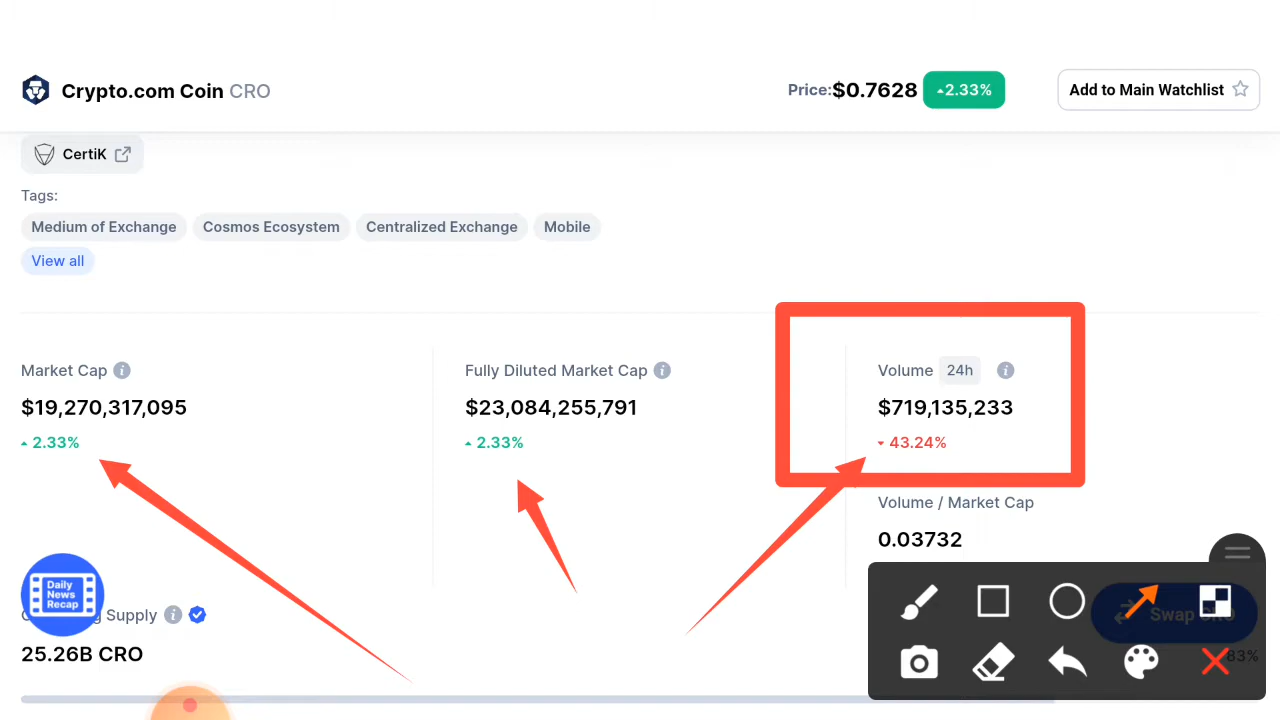 Crypto.com Coin CRO
Price:$0.7628 2.33%
Add to Main Watchlist
CertiK
Tags:
Medium of Exchange Cosmos Ecosystem Centralized Exchange Mobile
View all
Market Cap
$19,270,317,095
2.33%
Fully Diluted Market Cap
$23,084,255,791
2.33%
Volume 24h
$719,135,233
43.24%
Volume / Market Cap
0.03732
Daily
News
Recap
Supply
25.26B CRO
Swap
83%